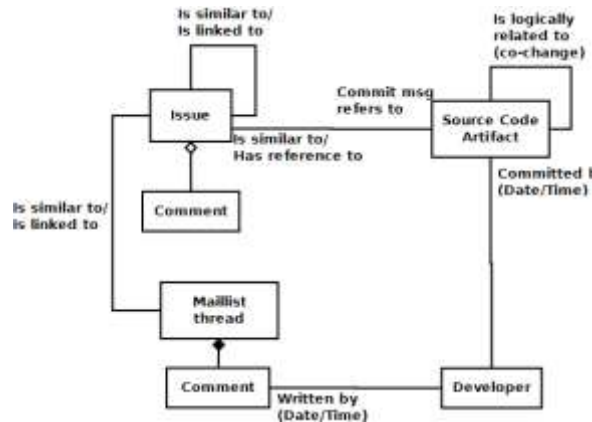 Is similar to/
Is linked to
Is logically
related to
(co-change)
Issue
Commit msg
refers to
Source Code
Artifact
Is similar to/
Has reference to
Committed b
(Date/Time)
Is similar to/
Is linked to
Comment
Maillist
thread
Comment
Written by
(Date/Time)
Developer